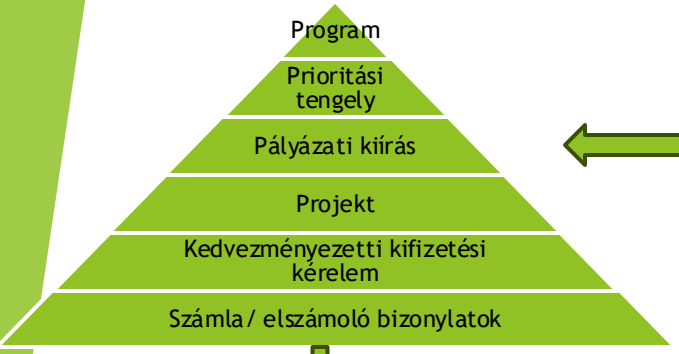 Program
Prioritási
tengely
Pályázati kiírás
Projekt
Kedvezményezetti kifizetési
kérelem
Számla/ elszámoló bizonylatok